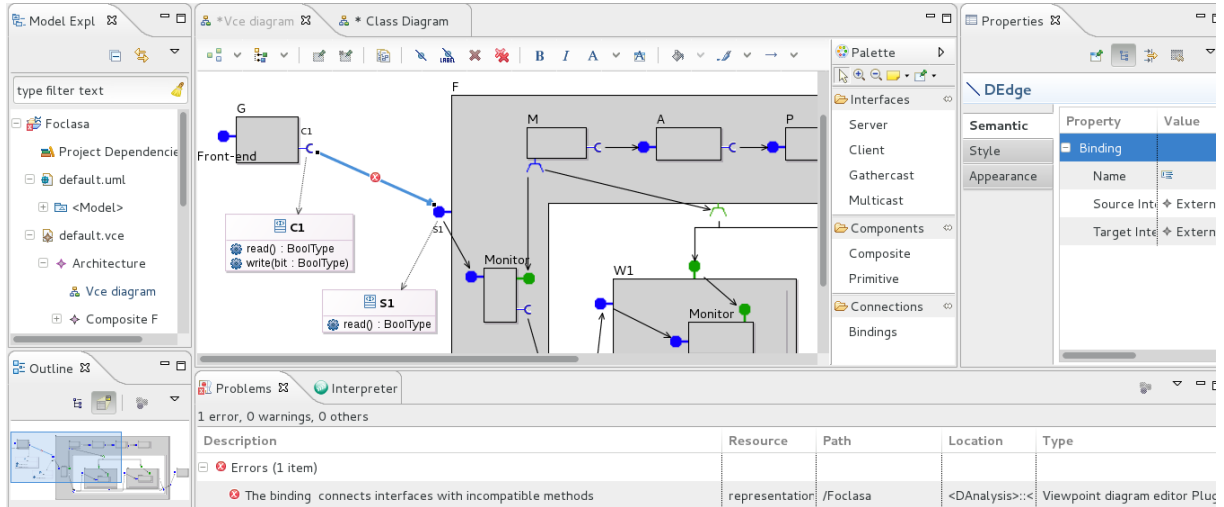 Model Expl
type filter text
Foclasa
Project Dependencie
default.uml
<Model>
default.vce
Architecture
Vce diagram
Composite F
Outline
*Vce diagram
* Class Diagram
B I A
G
C1
Front-end
F
M
A
P
S1
C1
read() : BoolType
write(bit : BoolType)
S1
read() : BoolType
Monitor
W1
Monitor
Palette
Interfaces
Server
Client
Gathercast
Multicast
Components
Composite
Primitive
Connections
Bindings
Properties
DEdge
Semantic
Style
Appearance
Property Value
Binding
Name
Source Inte Extern
Target Inte Extern
Problems
Interpreter
1 error, 0 warnings, 0 others
Description Resource Path Location Type
Errors (1 item)
The binding connects interfaces with incompatible methods representation /Foclasa <DAnalysis>::< Viewpoint diagram editor Plug